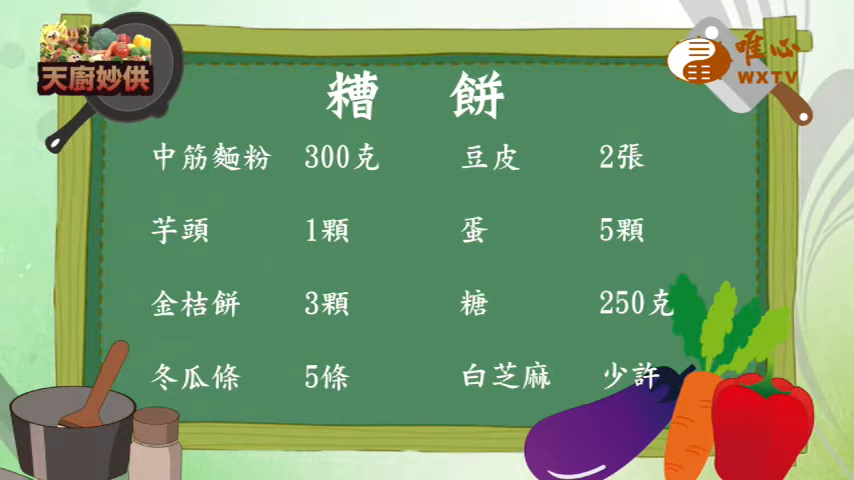 天廚妙供
唯心
WXTV
糟餅
中筋麵粉 300克 豆皮 2張
芋頭 1顆 蛋 5顆
金桔餅 3顆 糖 250克
冬瓜條 5條 白芝麻 少許